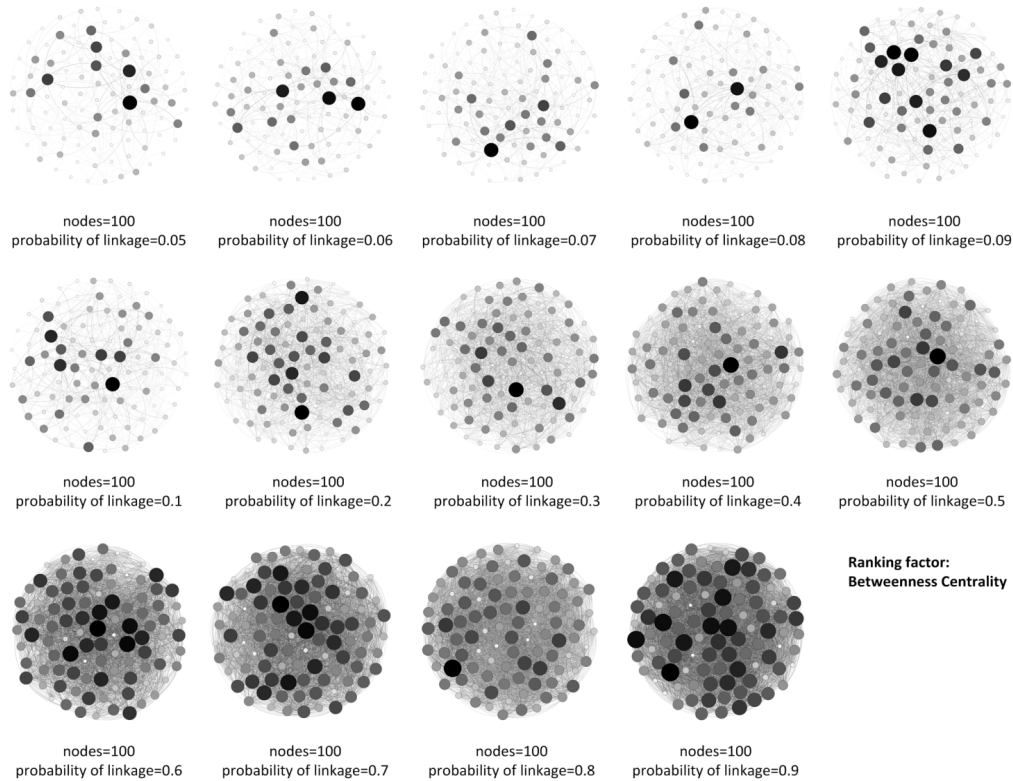 nodes=100
probability of linkage=0.05
nodes=100
probability of linkage=0.06
nodes=100
probability of linkage=0.07
nodes=100
probability of linkage=0.08
nodes=100
probability of linkage=0.09
nodes=100
probability of linkage=0.1
nodes=100
probability of linkage=0.2
nodes=100
probability of linkage=0.3
nodes=100
probability of linkage=0.4
nodes=100
probability of linkage=0.5
nodes=100
probability of linkage=0.6
nodes=100
probability of linkage=0.7
nodes=100
probability of linkage=0.8
nodes=100
probability of linkage=0.9
Ranking factor:
Betweenness Centrality